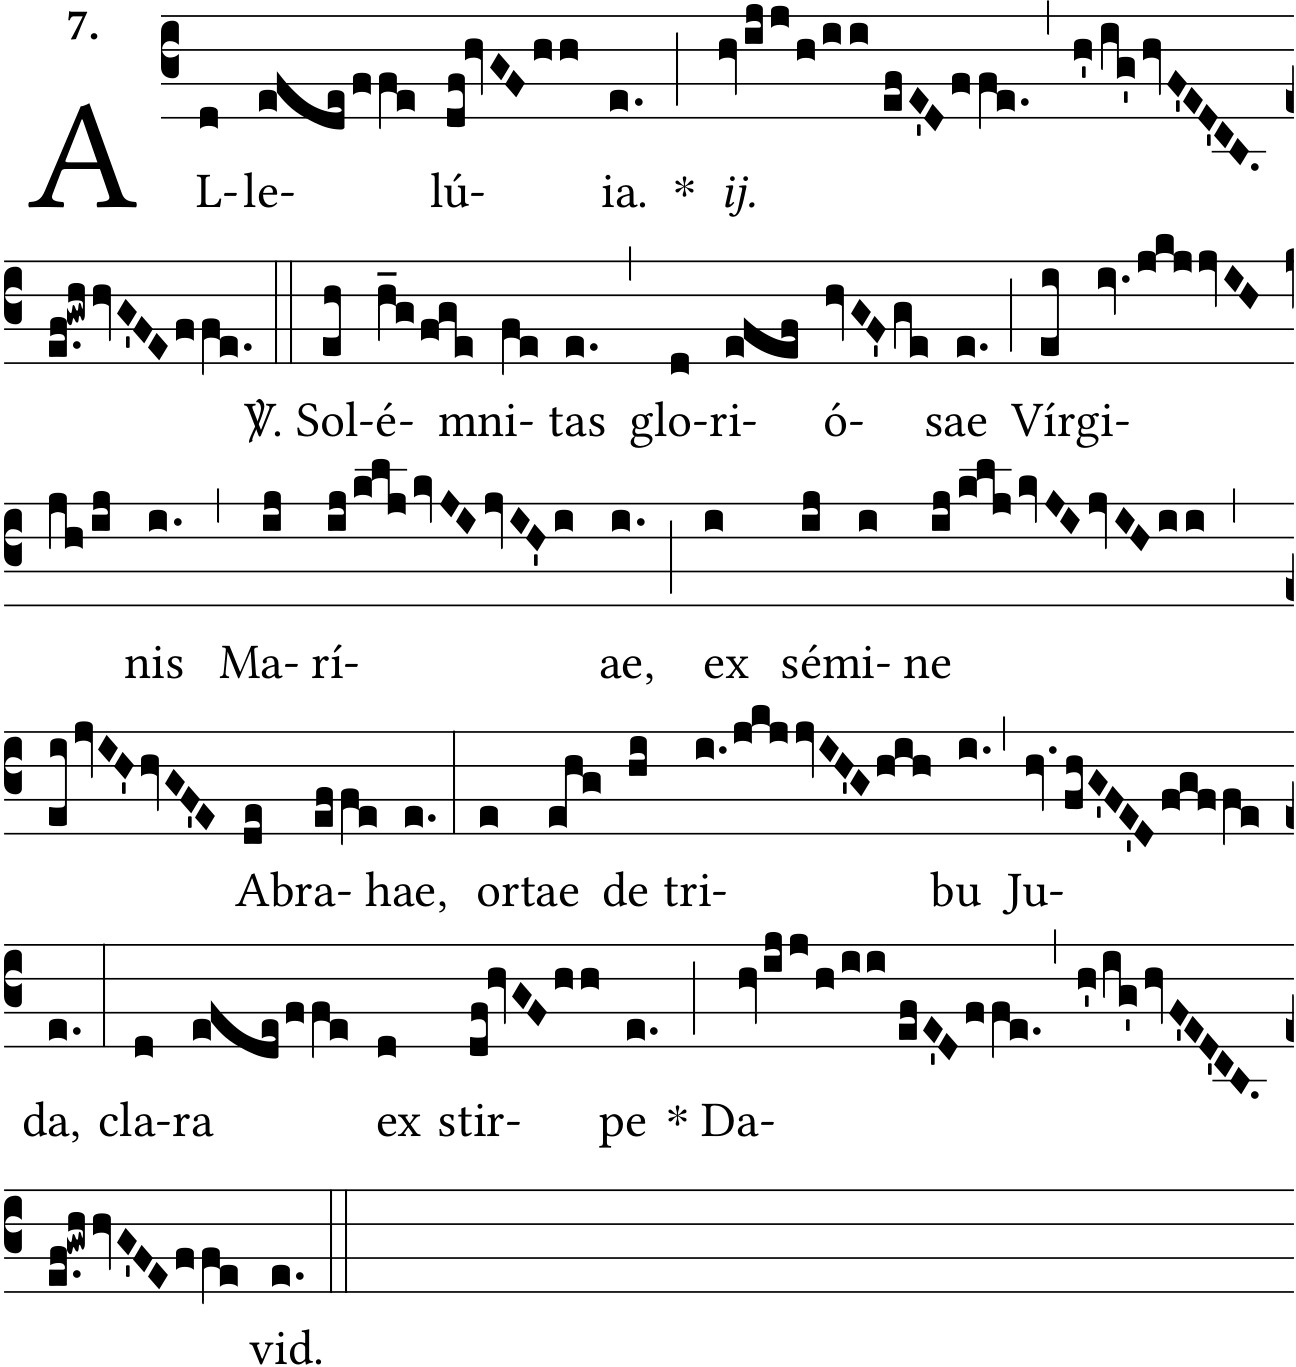 7.
AL-le- lú- ia. * ij.
℣. Sol-é- mni- tas glo-ri- ó- sae Vírgi-
nis Ma- rí- ae, ex sémi- ne
Abra- hae, ortae de tri- bu Ju-
da, cla-ra ex stir- pe * Da-
vid.